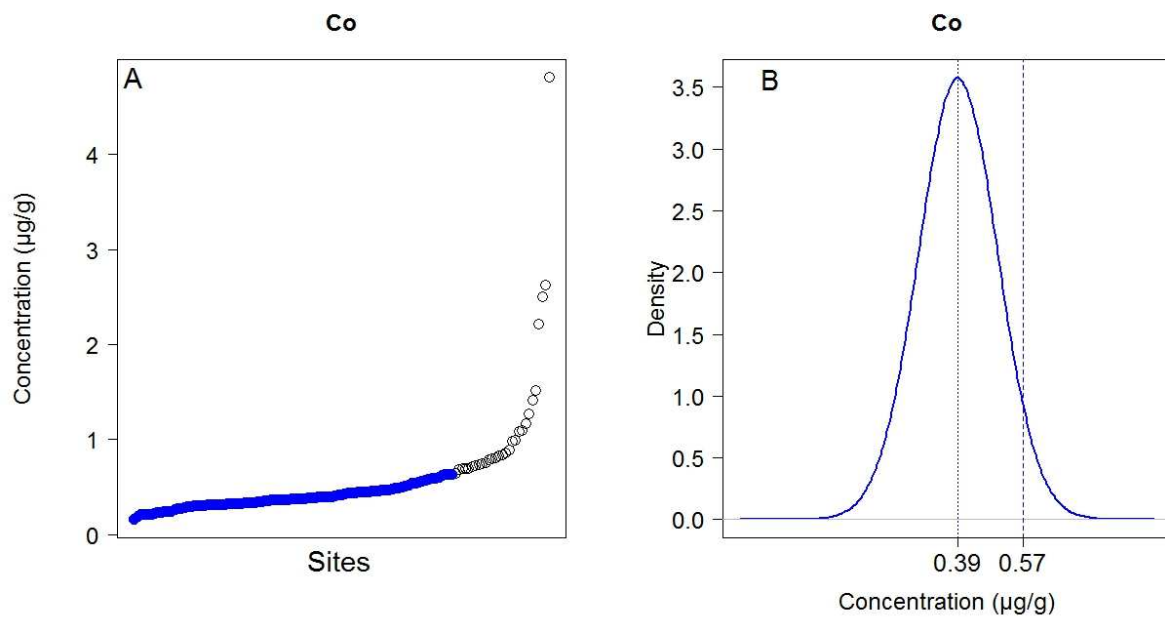 Co
A
Concentration (µg/g)
4
3
2
1
0
Sites
Co
B
Density
3.5
3.0
2.5
2.0
1.5
1.0
0.5
0.0
0.39 0.57
Concentration (µg/g)